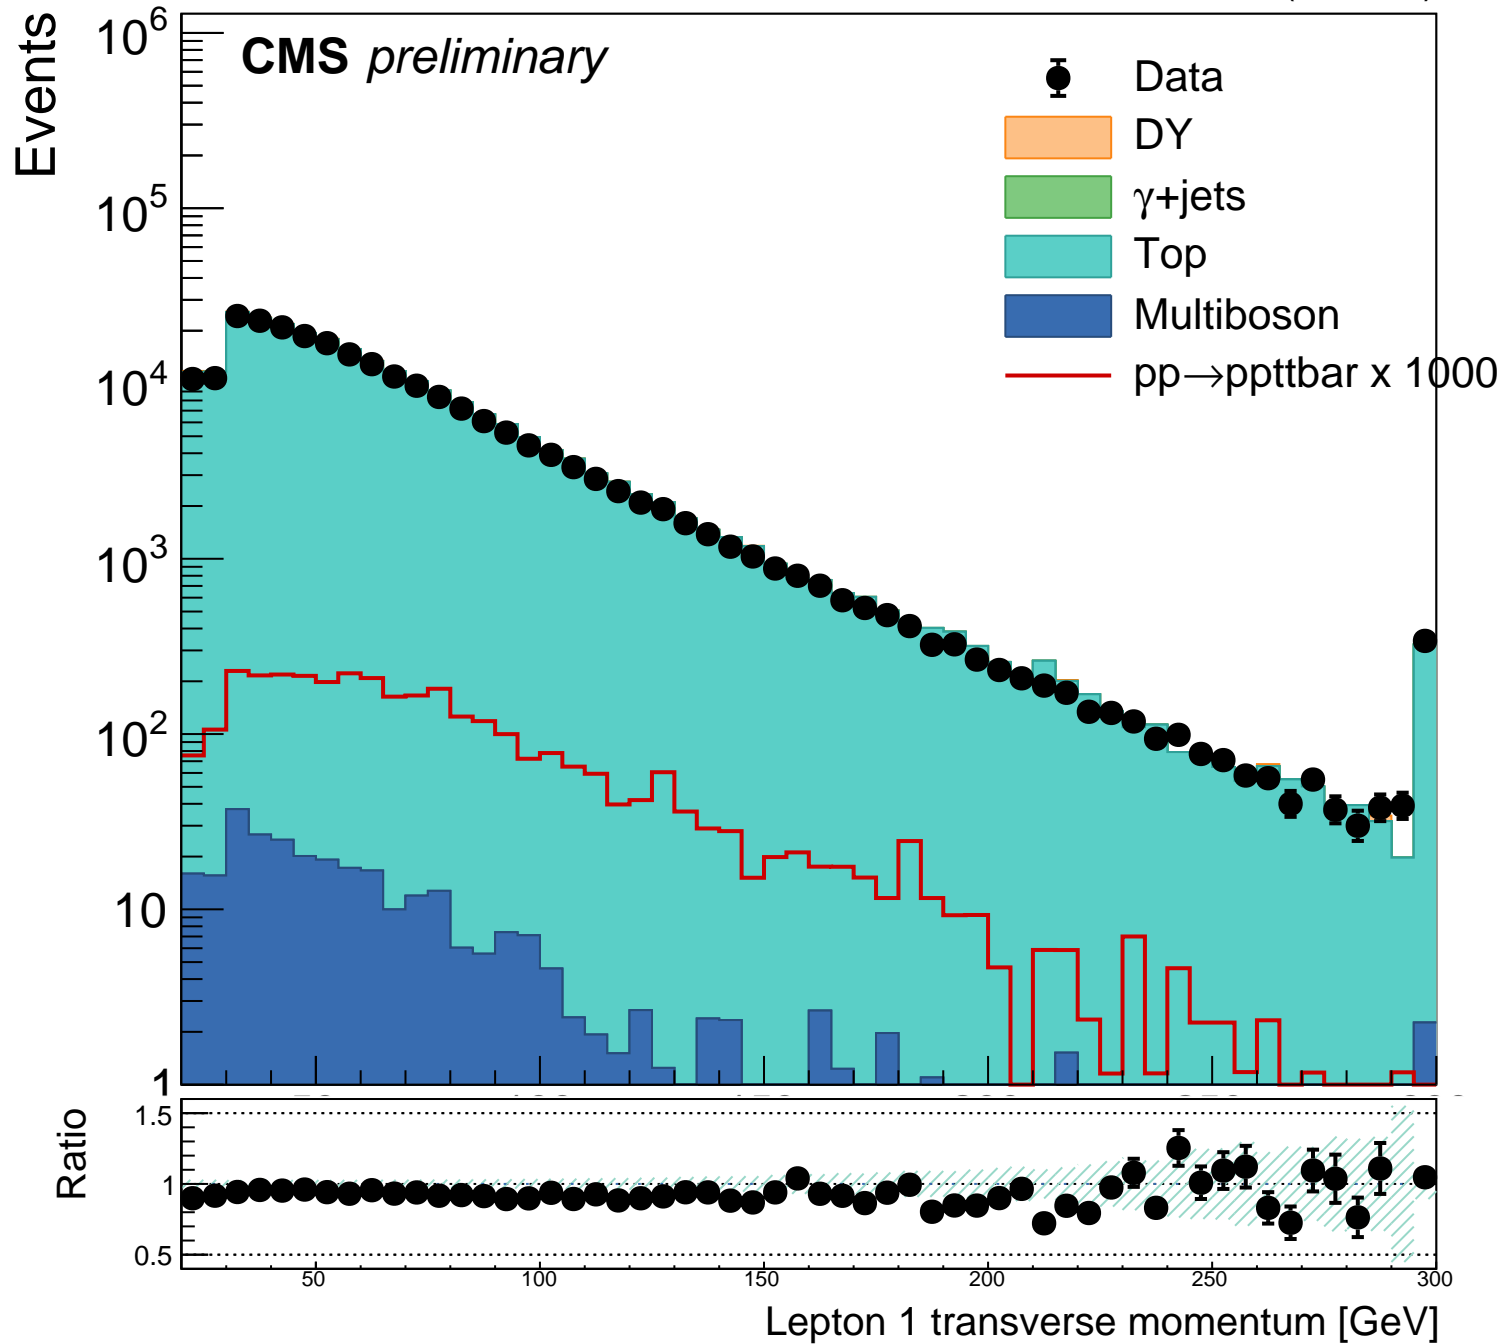 Events
10^6
10^5
10^4
10^3
10^2
10
1
CMS preliminary
Data
DY
γ+jets
Top
Multiboson
pp→ppttbar x 1000
Ratio
1.5
1
0.5
50
100
150
200
250
300
Lepton 1 transverse momentum [GeV]